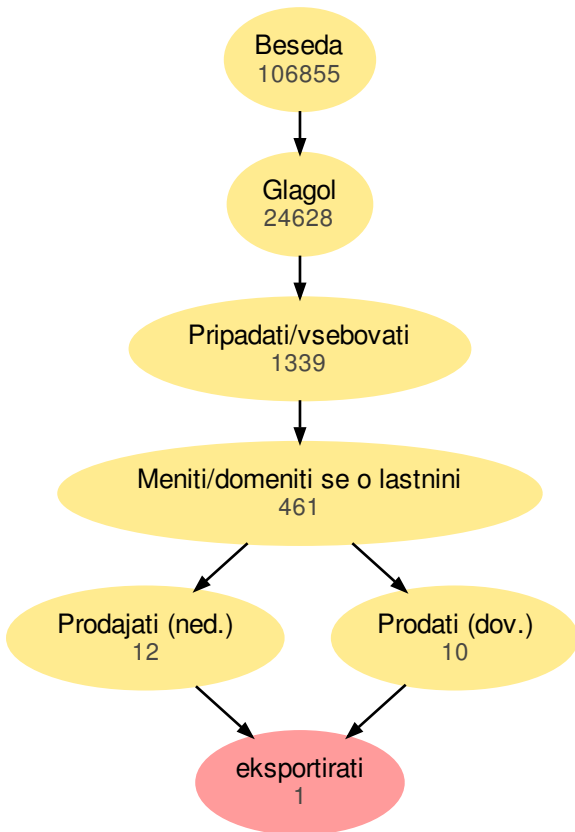 Beseda
106855
Glagol
24628
Pripadati/vsebovati
1339
Meniti/domeniti se o lastnini
461
Prodajati (ned.)
12
Prodati (dov.)
10
eksportirati
1